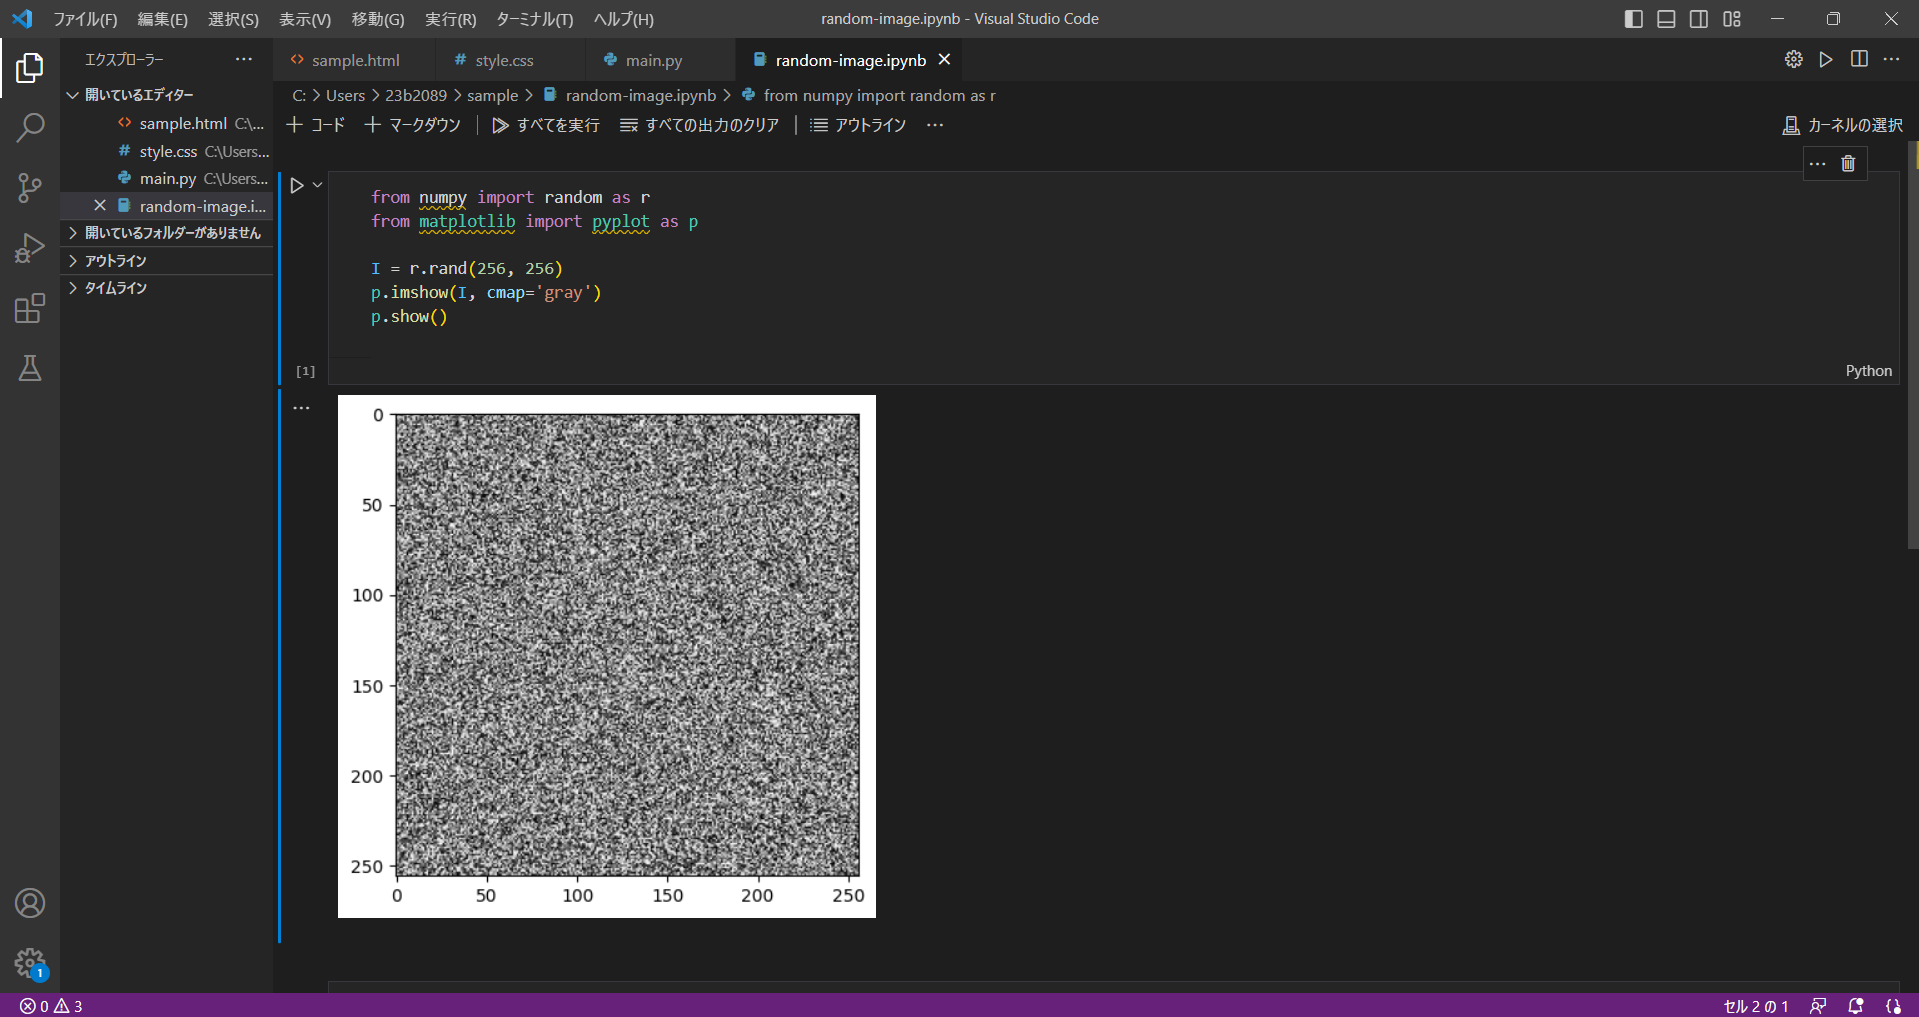 ファイル(F) 編集(E) 選択(S) 表示(V) 移動(G) 実行(R) ターミナル(T) ヘルプ(H) random-image.ipynb - Visual Studio Code
エクスプローラー ···
開いているエディター
sample.html C:\...
style.css C:\Users...
main.py C:\Users...
random-image.i...
開いているフォルダーがありません
アウトライン
タイムライン
sample.html style.css main.py random-image.ipynb
C: > Users > 23b2089 > sample > random-image.ipynb > from numpy import random as r
コード マークダウン すべてを実行 すべての出力のクリア アウトライン ··· カーネルの選択
from numpy import random as r
from matplotlib import pyplot as p
I = r.rand(256, 256)
p.imshow(I, cmap='gray')
p.show()
[1] Python
0
50
100
150
200
250
0 50 100 150 200 250
1
0 3 セル 2 の 1